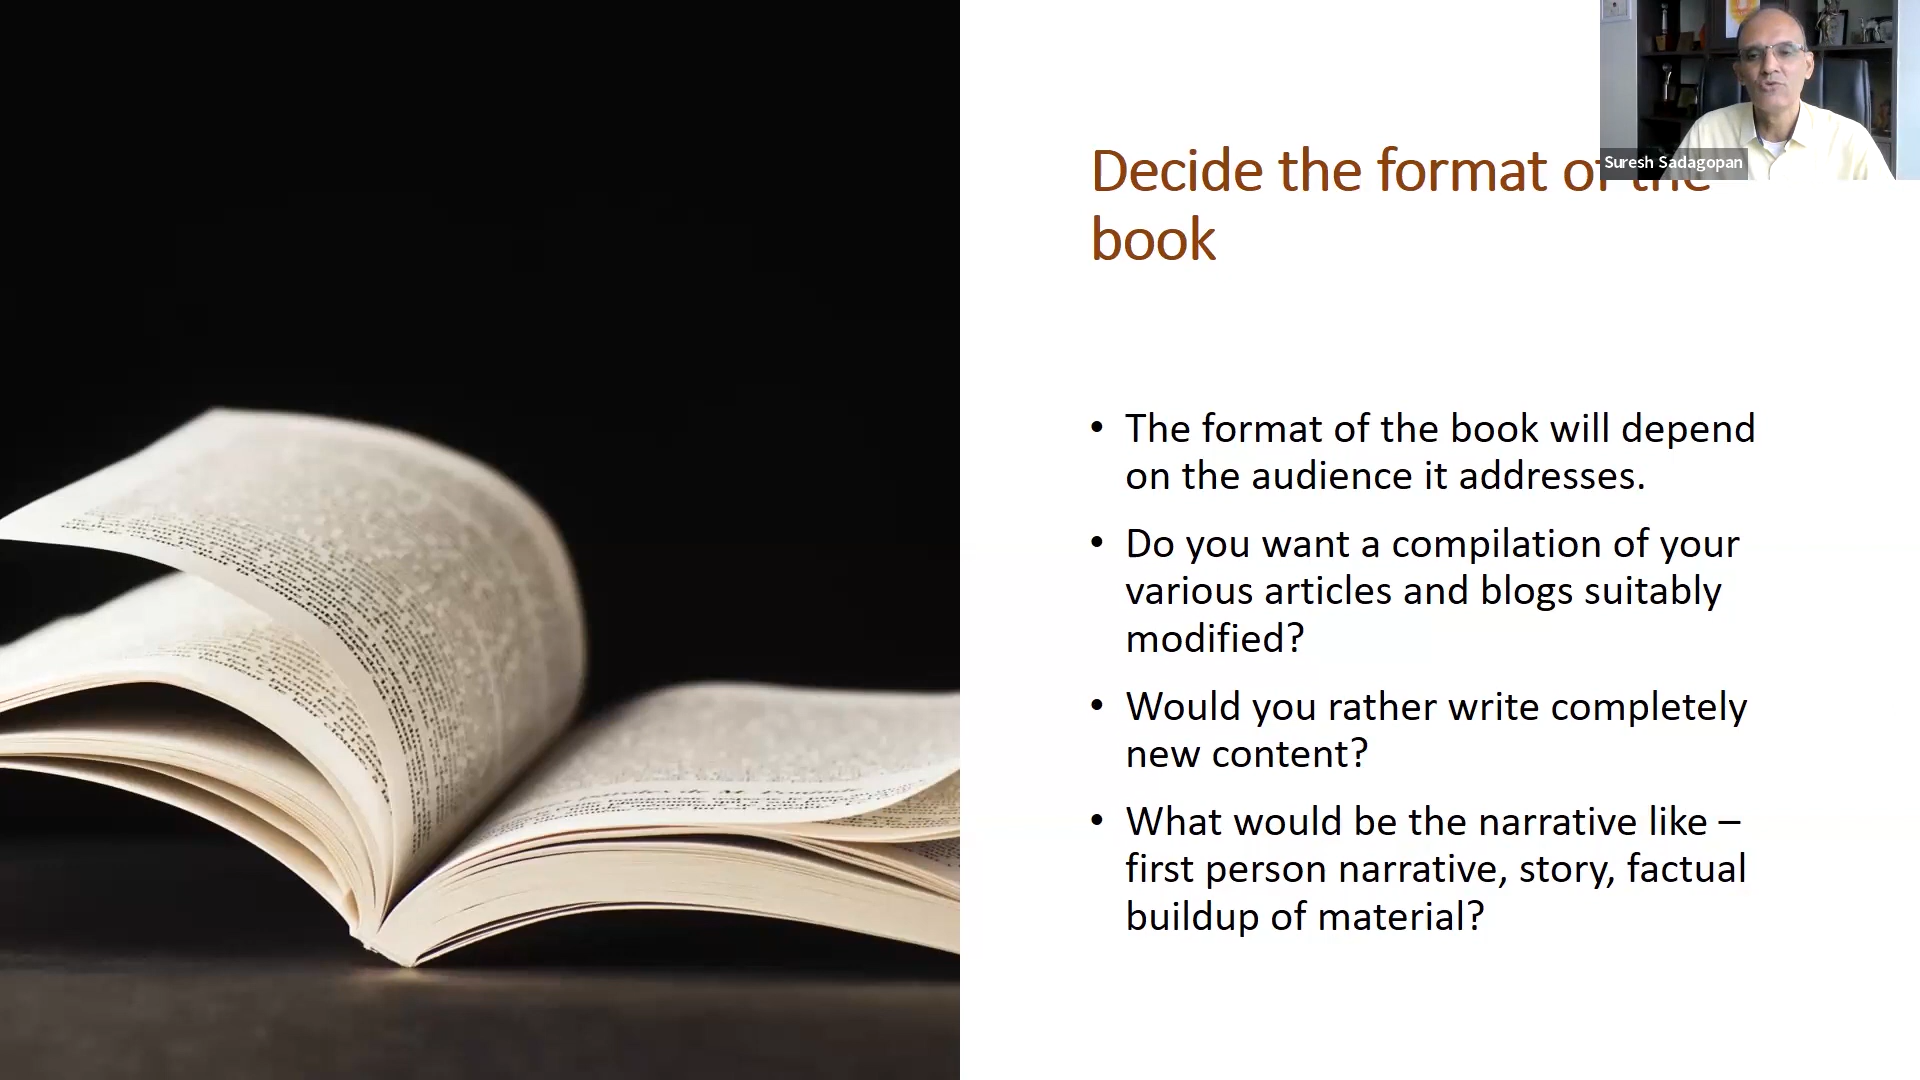 Suresh Sadagopan
Decide the format of the
book
• The format of the book will depend
on the audience it addresses.
• Do you want a compilation of your
various articles and blogs suitably
modified?
• Would you rather write completely
new content?
• What would be the narrative like –
first person narrative, story, factual
buildup of material?